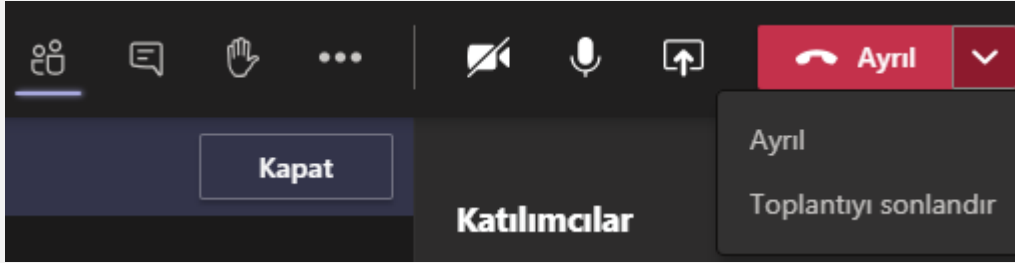 Ayrıl
Ayrıl
Kapat
Toplantıyı sonlandır
Katılımcılar